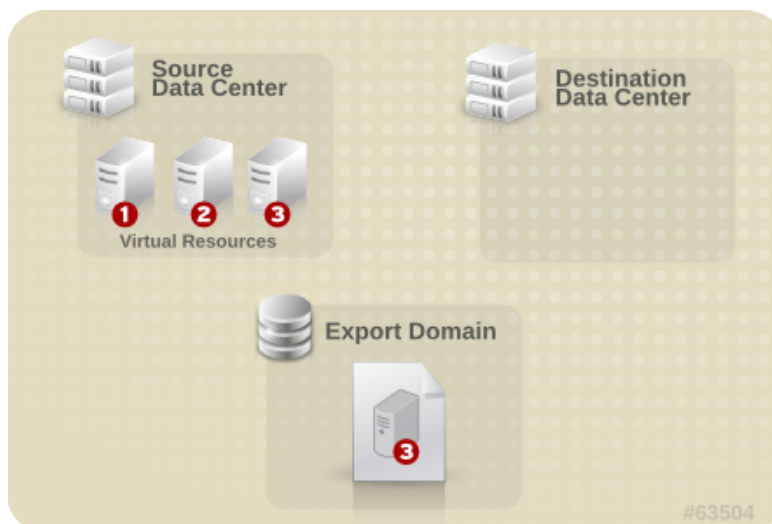 Source
Data Center
Destination
Data Center
1
2
3
Virtual Resources
Export Domain
3
#63504